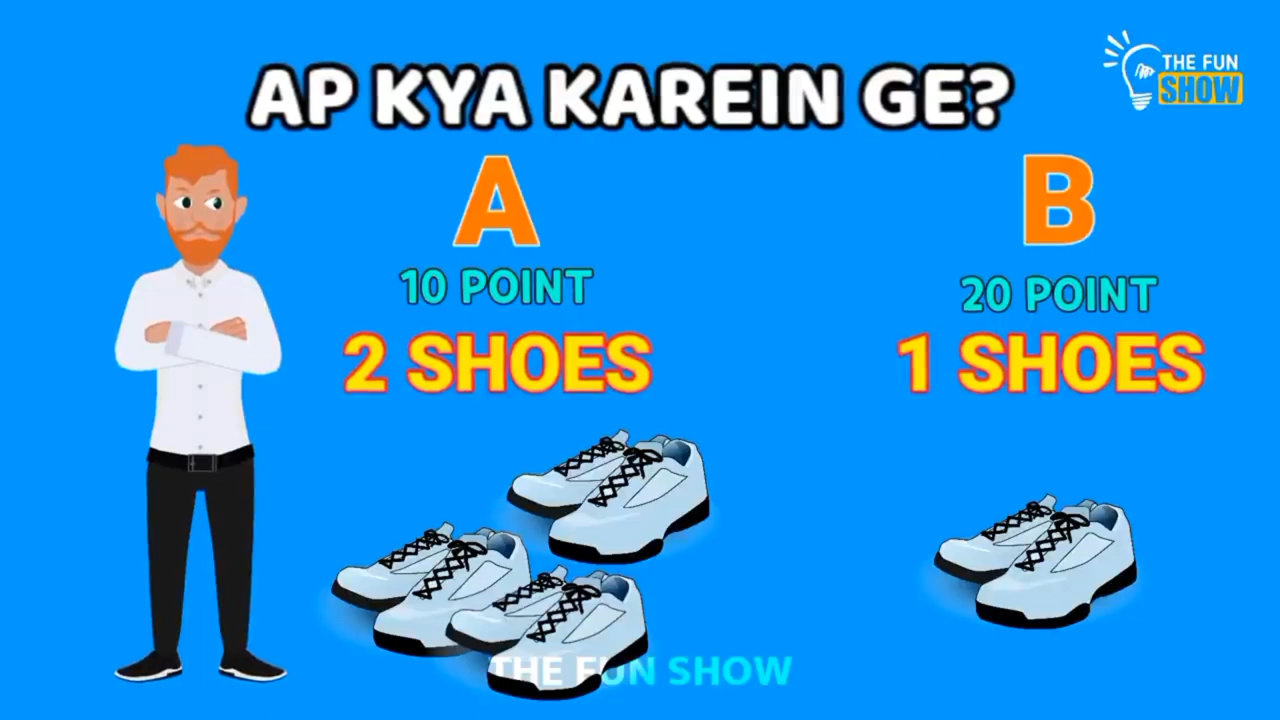 THE FUN
SHOW
AP KYA KAREIN GE?
A
10 POINT
2 SHOES
B
20 POINT
1 SHOES
THE FUN SHOW